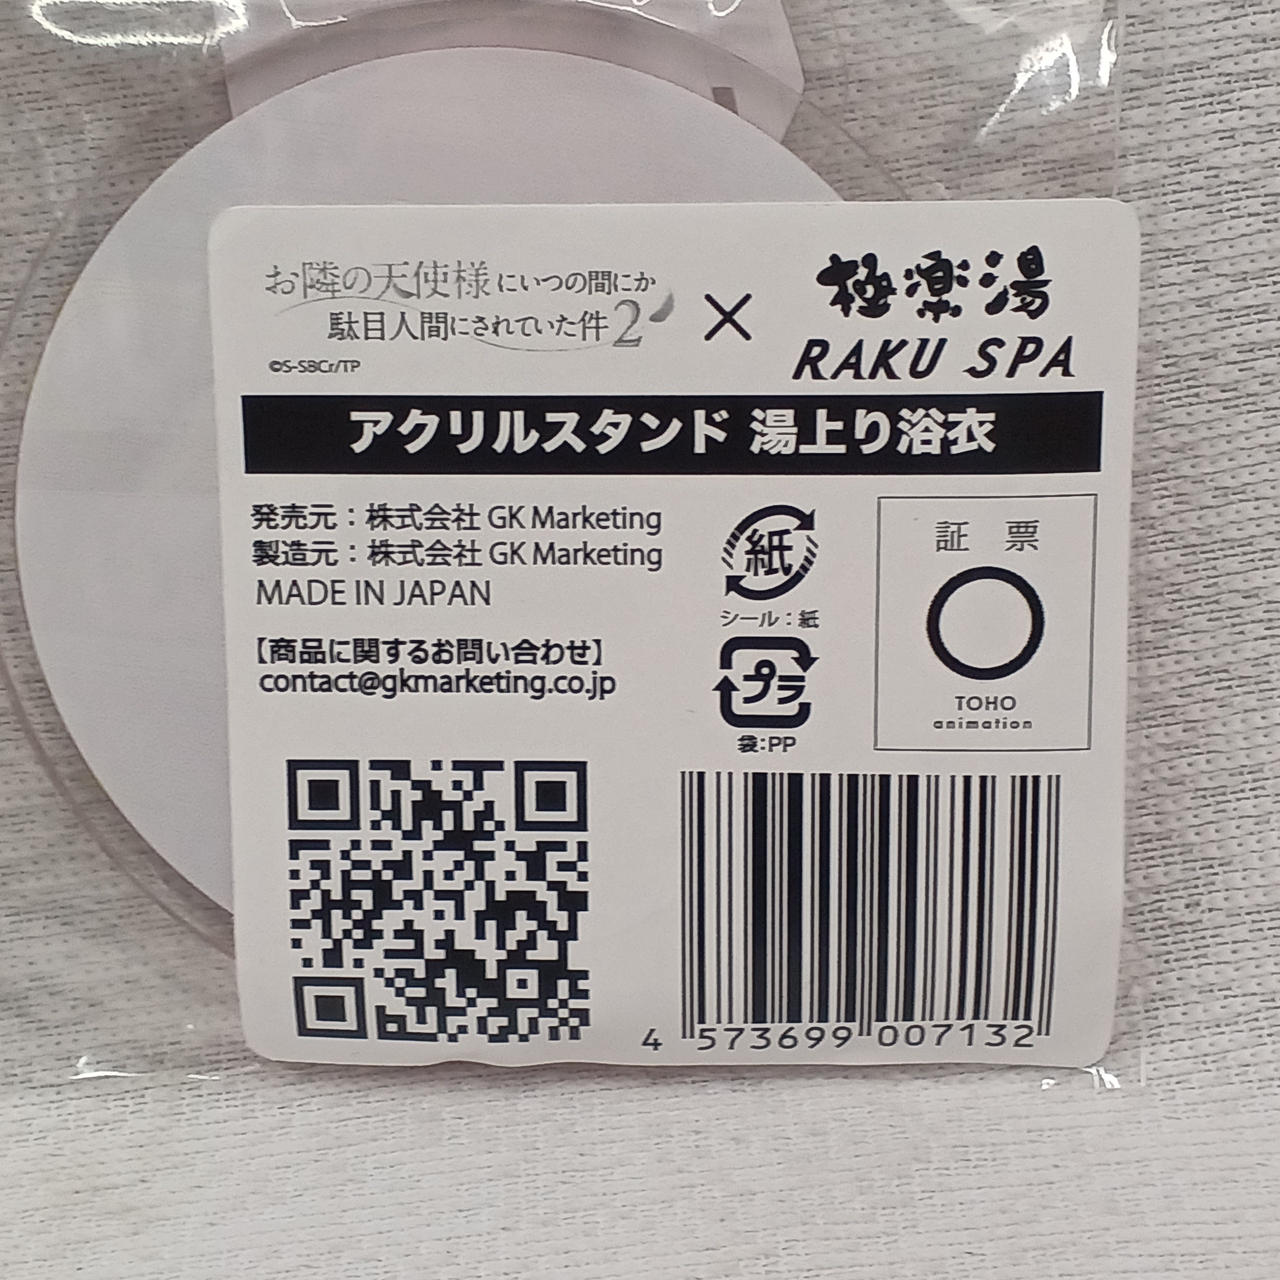 お隣の天使様にいつの間にか
駄目人間にされていた件2
©S-SBCr/TP
×
極楽湯
RAKU SPA
アクリルスタンド 湯上り浴衣
発売元：株式会社 GK Marketing
製造元：株式会社 GK Marketing
MADE IN JAPAN
【商品に関するお問い合わせ】
contact@gkmarketing.co.jp
紙
シール：紙
プラ
袋：PP
証 票
TOHO
animation
4 573699 007132